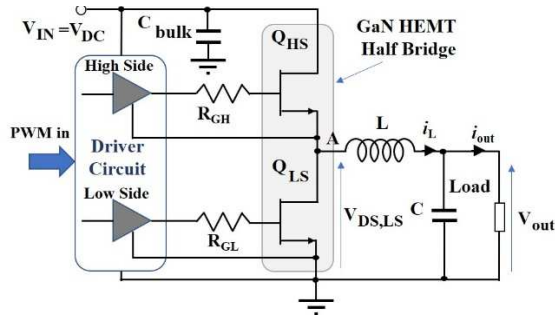 V_IN =V_DC
C
bulk
Q_HS
GaN HEMT
Half Bridge
High Side
R_GH
PWM in
Driver
Circuit
A
L
i_L
i_out
Q_LS
Low Side
R_GL
V_DS,LS
C
Load
V_out